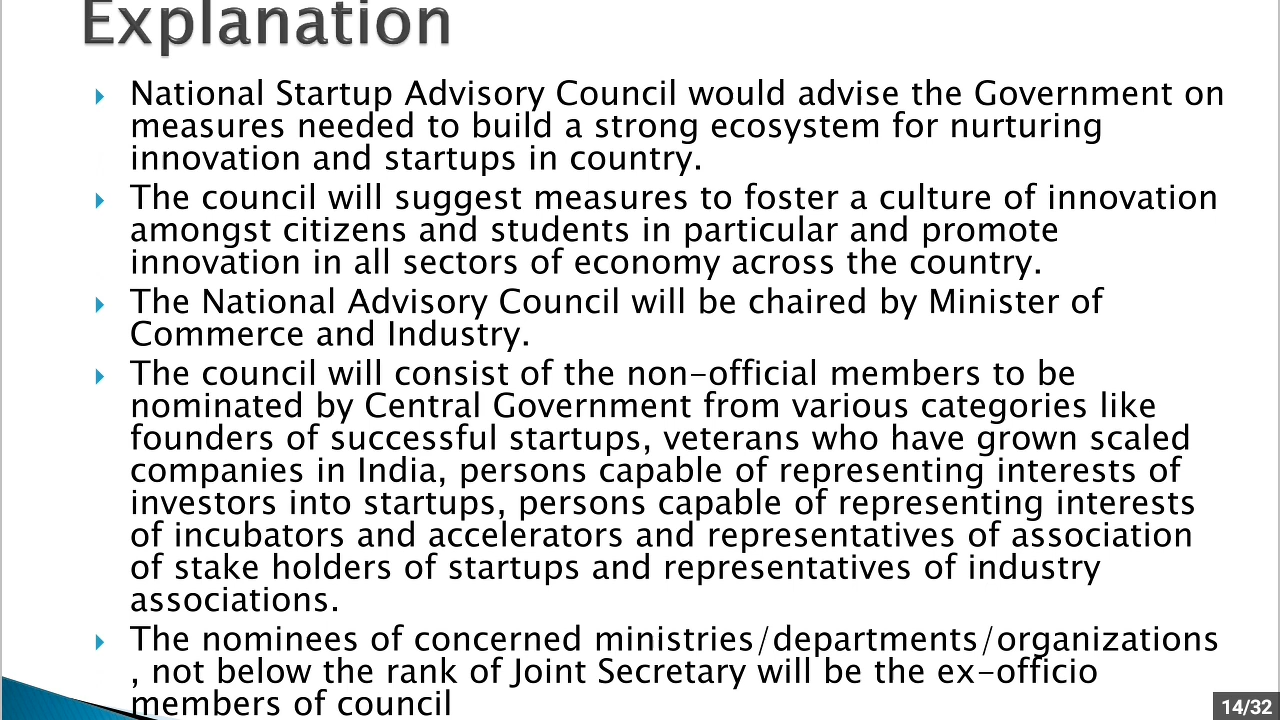 Explanation
National Startup Advisory Council would advise the Government on
measures needed to build a strong ecosystem for nurturing
innovation and startups in country.
The council will suggest measures to foster a culture of innovation
amongst citizens and students in particular and promote
innovation in all sectors of economy across the country.
The National Advisory Council will be chaired by Minister of
Commerce and Industry.
The council will consist of the non-official members to be
nominated by Central Government from various categories like
founders of successful startups, veterans who have grown scaled
companies in India, persons capable of representing interests of
investors into startups, persons capable of representing interests
of incubators and accelerators and representatives of association
of stake holders of startups and representatives of industry
associations.
The nominees of concerned ministries/departments/organizations
, not below the rank of Joint Secretary will be the ex-officio
members of council
14/32